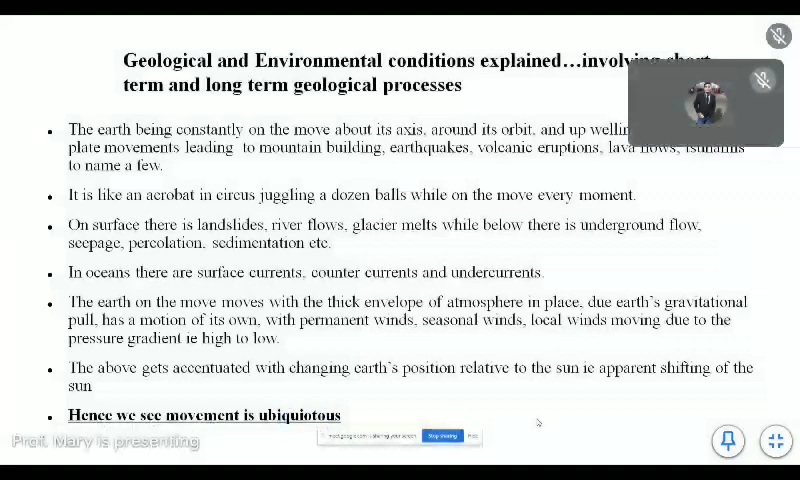 Geological and Environmental conditions explained…involving short
term and long term geological processes
The earth being constantly on the move about its axis, around its orbit, and up wellin
plate movements leading to mountain building, earthquakes, volcanic eruptions, lava flows, tsunamis
to name a few.
It is like an acrobat in circus juggling a dozen balls while on the move every moment.
On surface there is landslides, river flows, glacier melts while below there is underground flow,
seepage, percolation, sedimentation etc.
In oceans there are surface currents, counter currents and undercurrents.
The earth on the move moves with the thick envelope of atmosphere in place, due earth's gravitational
pull, has a motion of its own, with permanent winds, seasonal winds, local winds moving due to the
pressure gradient ie high to low.
The above gets accentuated with changing earth's position relative to the sun ie apparent shifting of the
sun
Hence we see movement is ubiquiotous
Prof. Mary is presenting
meet.google.com is sharing your screen. Stop sharing Hide